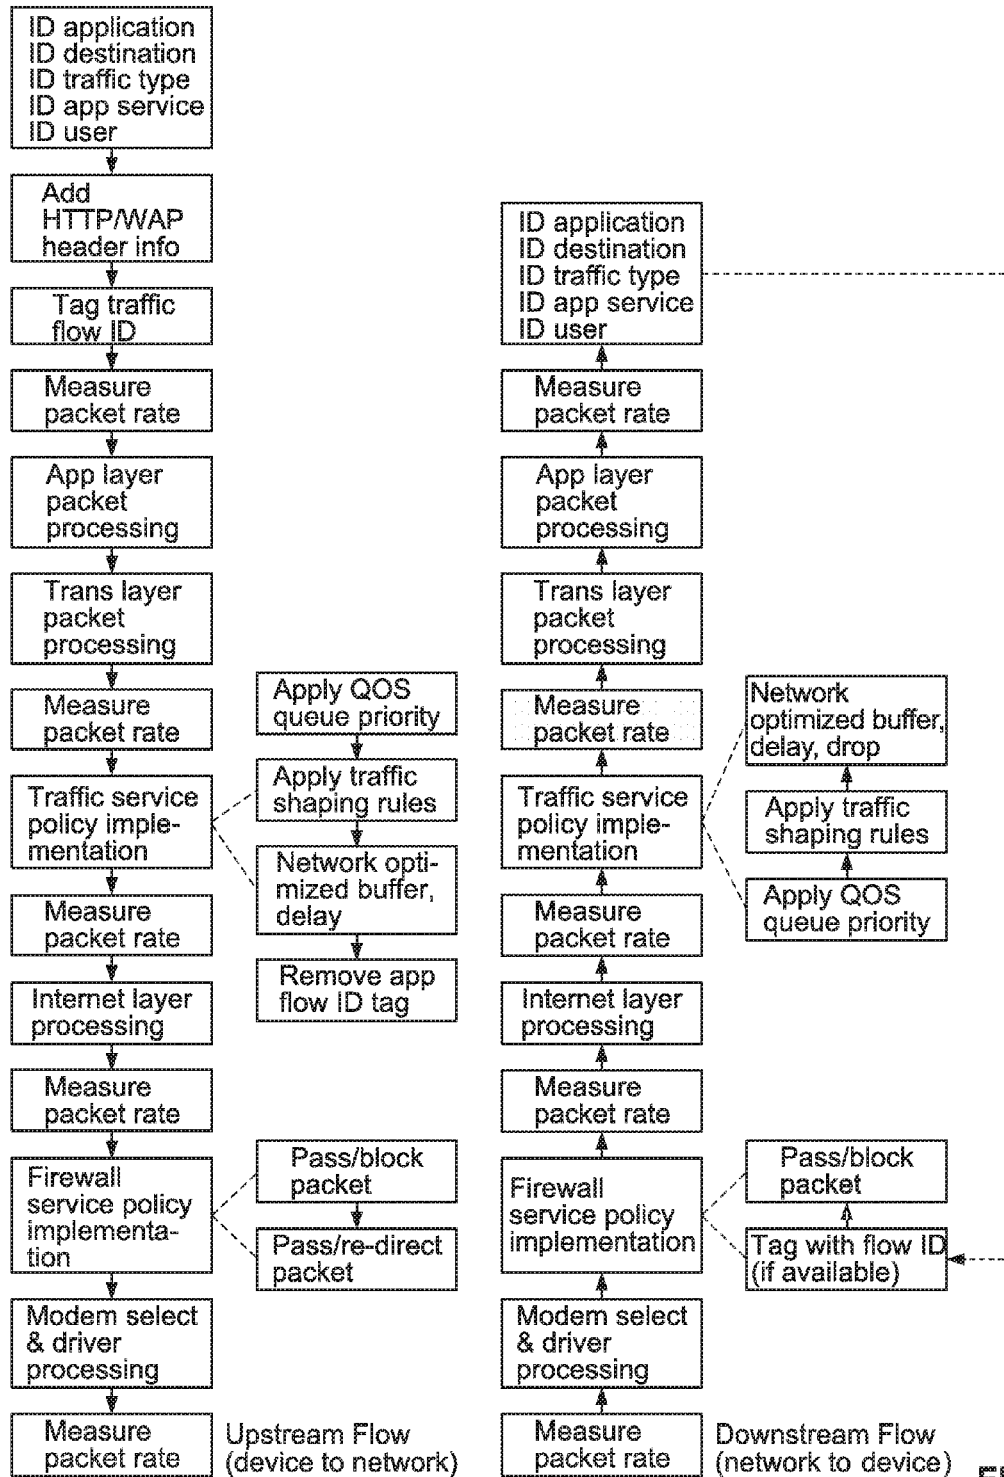 ID application
ID destination
ID traffic type
ID app service
ID user
Add
HTTP/WAP
header info
Tag traffic
flow ID
Measure
packet rate
App layer
packet
processing
Trans layer
packet
processing
Measure
packet rate
Traffic service
policy imple-
mentation
Measure
packet rate
Internet layer
processing
Measure
packet rate
Firewall
service policy
implementa-
tion
Modem select
& driver
processing
Measure
packet rate
Apply QOS
queue priority
Apply traffic
shaping rules
Network opti-
mized buffer,
delay
Remove app
flow ID tag
Pass/block
packet
Pass/re-direct
packet
Upstream Flow
(device to network)
ID application
ID destination
ID traffic type
ID app service
ID user
Measure
packet rate
App layer
packet
processing
Trans layer
packet
processing
Measure
packet rate
Traffic service
policy imple-
mentation
Measure
packet rate
Internet layer
processing
Measure
packet rate
Firewall
service policy
implementation
Modem select
& driver
processing
Measure
packet rate
Network
optimized buffer,
delay, drop
Apply traffic
shaping rules
Apply QOS
queue priority
Pass/block
packet
Tag with flow ID
(if available)
Downstream Flow
(network to device)